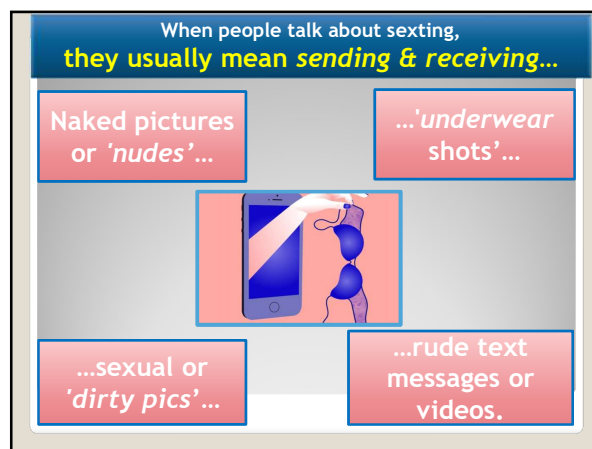 When people talk about sexting,
they usually mean sending & receiving…
Naked pictures
or 'nudes’…
…'underwear
shots’…
…sexual or
'dirty pics’…
…rude text
messages or
videos.